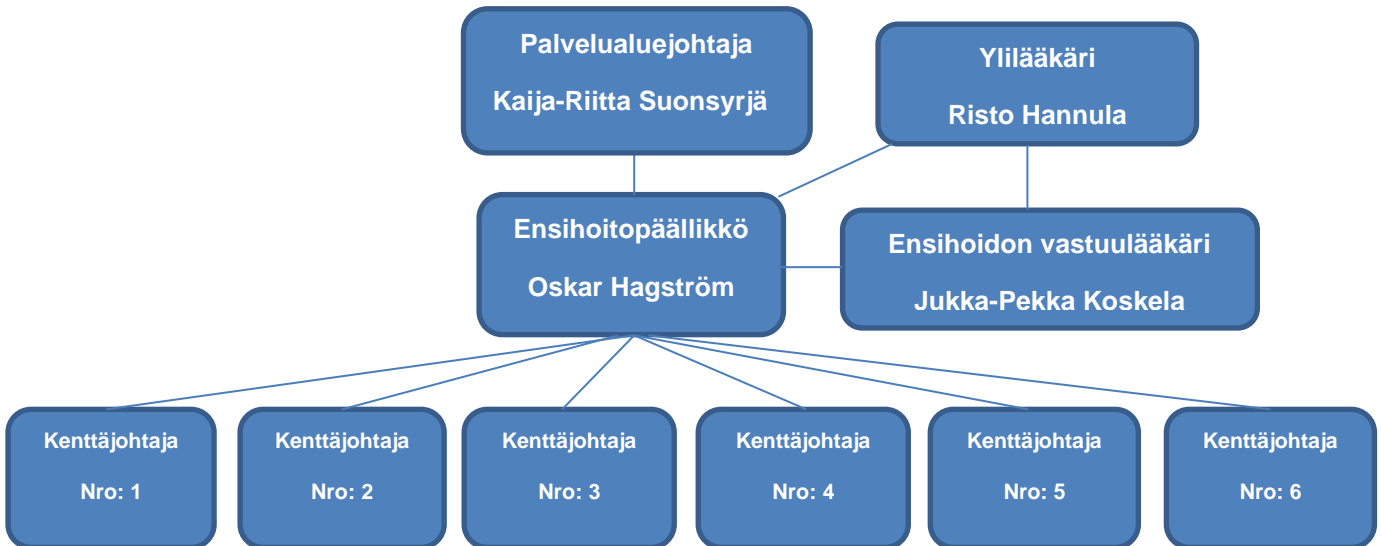 Palvelualuejohtaja
Kaija-Riitta Suonsyrjä
Ylilääkäri
Risto Hannula
Ensihoitopäällikkö
Oskar Hagström
Ensihoidon vastuulääkäri
Jukka-Pekka Koskela
Kenttäjohtaja
Nro: 1
Kenttäjohtaja
Nro: 2
Kenttäjohtaja
Nro: 3
Kenttäjohtaja
Nro: 4
Kenttäjohtaja
Nro: 5
Kenttäjohtaja
Nro: 6